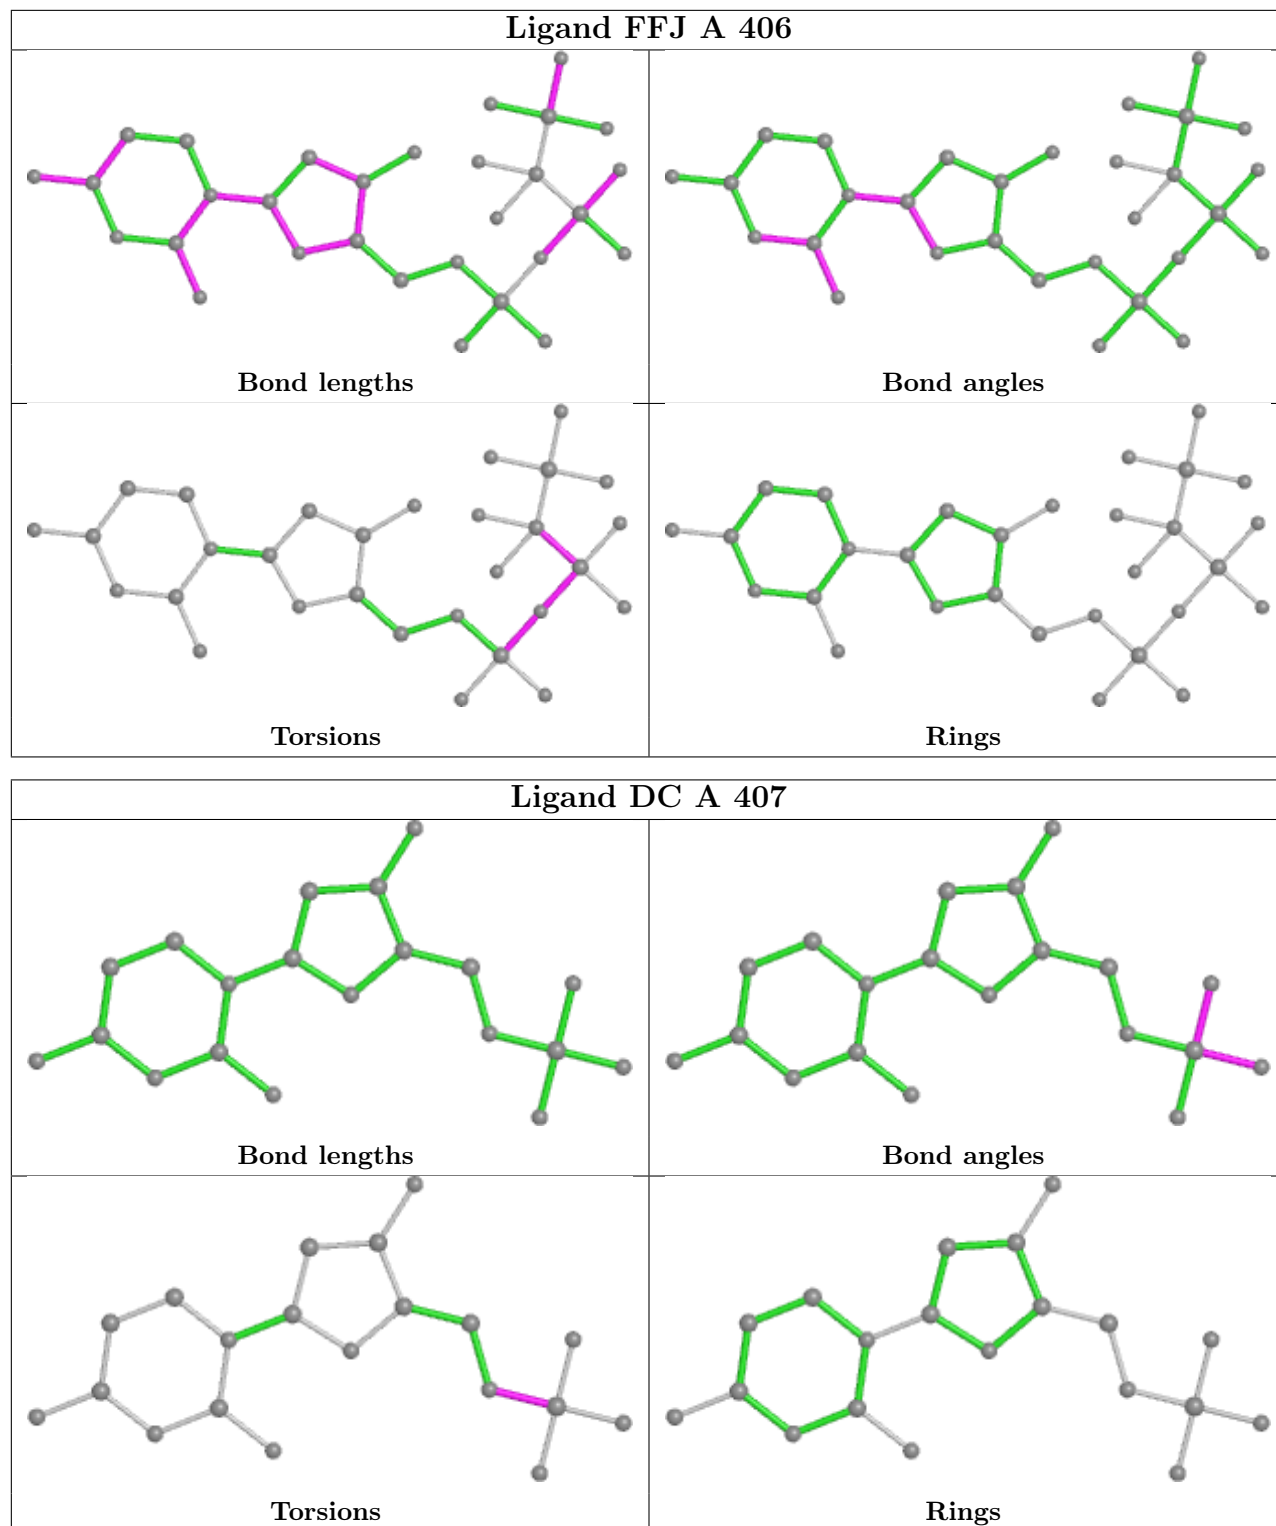 Ligand FFJ A 406
Bond lengths
Bond angles
Torsions
Rings
Ligand DC A 407
Bond lengths
Bond angles
Torsions
Rings